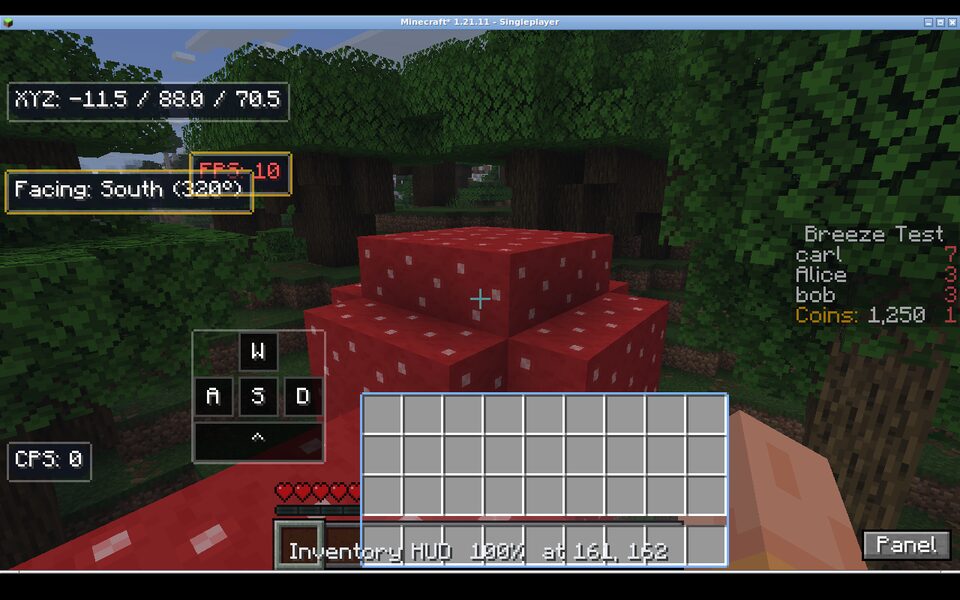 Minecraft* 1.21.11 - Singleplayer
XYZ: -11.5 / 88.0 / 70.5
FPS: 10
Facing: South (320°)
Breeze Test
carl 7
Alice 3
bob 3
Coins: 1,250 1
W
A S D
^
CPS: 0
Inventory HUD 100% at 161, 162
Panel